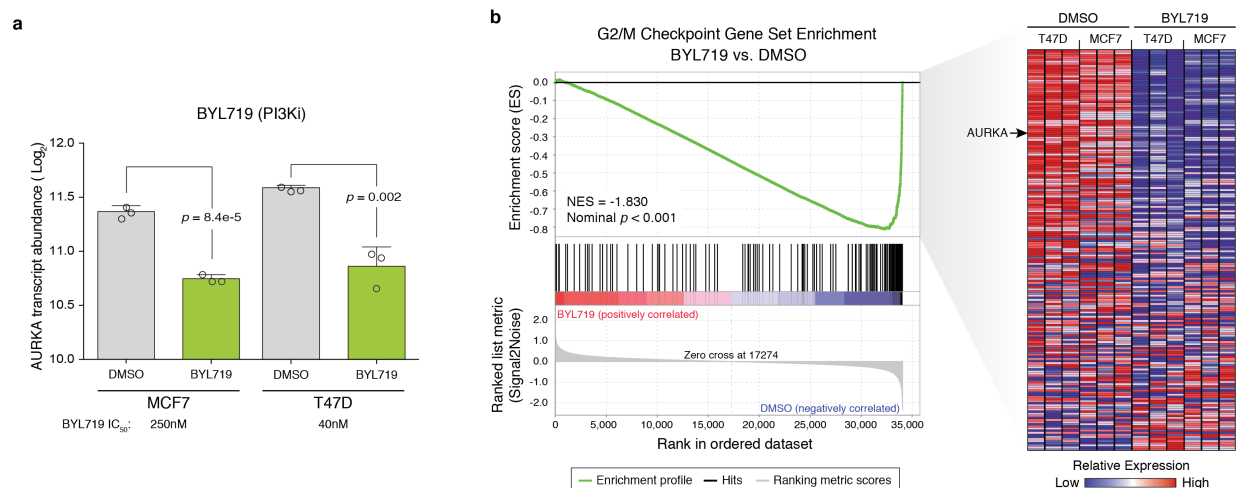 a
BYL719 (PI3Ki)
AURKA transcript abundance ( Log2)
12.0
11.5
11.0
10.5
10.0
p = 8.4e-5
p = 0.002
DMSO
BYL719
DMSO
BYL719
MCF7
T47D
BYL719 IC50: 250nM 40nM
b
G2/M Checkpoint Gene Set Enrichment
BYL719 vs. DMSO
Enrichment score (ES)
0.0
-0.1
-0.2
-0.3
-0.4
-0.5
-0.6
-0.7
-0.8
NES = -1.830
Nominal p < 0.001
BYL719 (positively correlated)
Ranked list metric
(Signal2Noise)
2.0
1.0
0.0
-1.0
-2.0
Zero cross at 17274
DMSO (negatively correlated)
0 5,000 10,000 15,000 20,000 25,000 30,000 35,000
Rank in ordered dataset
Enrichment profile Hits Ranking metric scores
DMSO BYL719
T47D MCF7 T47D MCF7
AURKA
Relative Expression
Low High